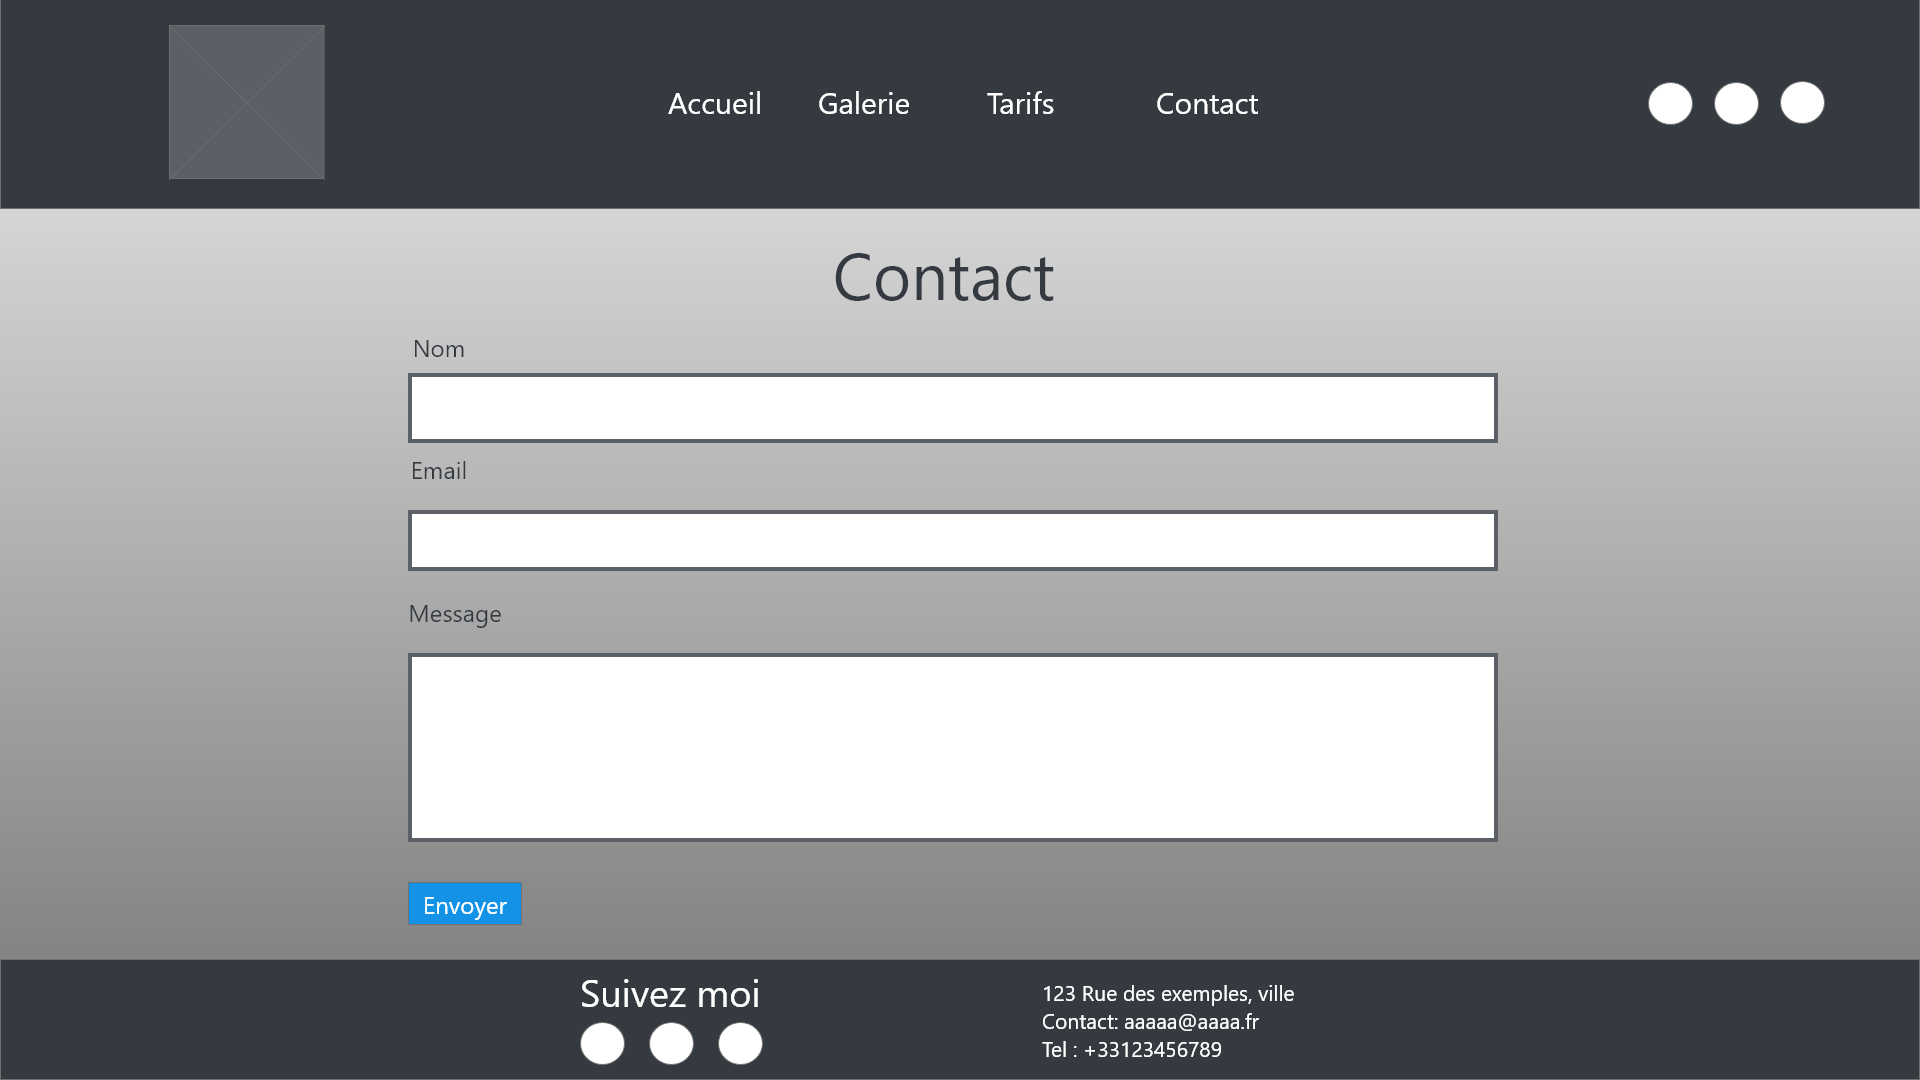 Accueil Galerie Tarifs Contact
Contact
Nom
Email
Message
Envoyer
Suivez moi
123 Rue des exemples, ville
Contact: aaaaa@aaaa.fr
Tel : +33123456789